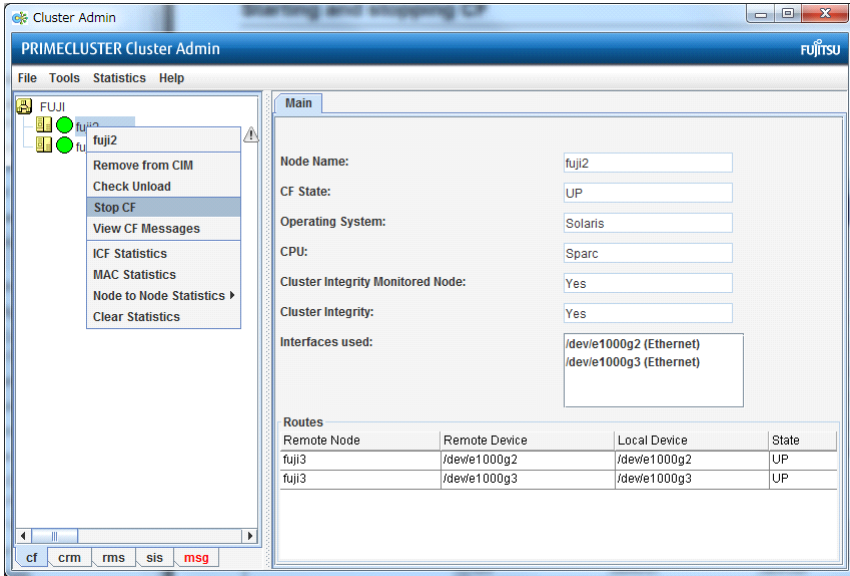 Starting and stopping CF
Cluster Admin
PRIMECLUSTER Cluster Admin
FUJITSU
File Tools Statistics Help
FUJI
fuji2
Remove from CIM
Check Unload
Stop CF
View CF Messages
ICF Statistics
MAC Statistics
Node to Node Statistics
Clear Statistics
cf crm rms sis msg
Main
Node Name: fuji2
CF State: UP
Operating System: Solaris
CPU: Sparc
Cluster Integrity Monitored Node: Yes
Cluster Integrity: Yes
Interfaces used: /dev/e1000g2 (Ethernet)
/dev/e1000g3 (Ethernet)
Routes
Remote Node Remote Device Local Device State
fuji3 /dev/e1000g2 /dev/e1000g2 UP
fuji3 /dev/e1000g3 /dev/e1000g3 UP